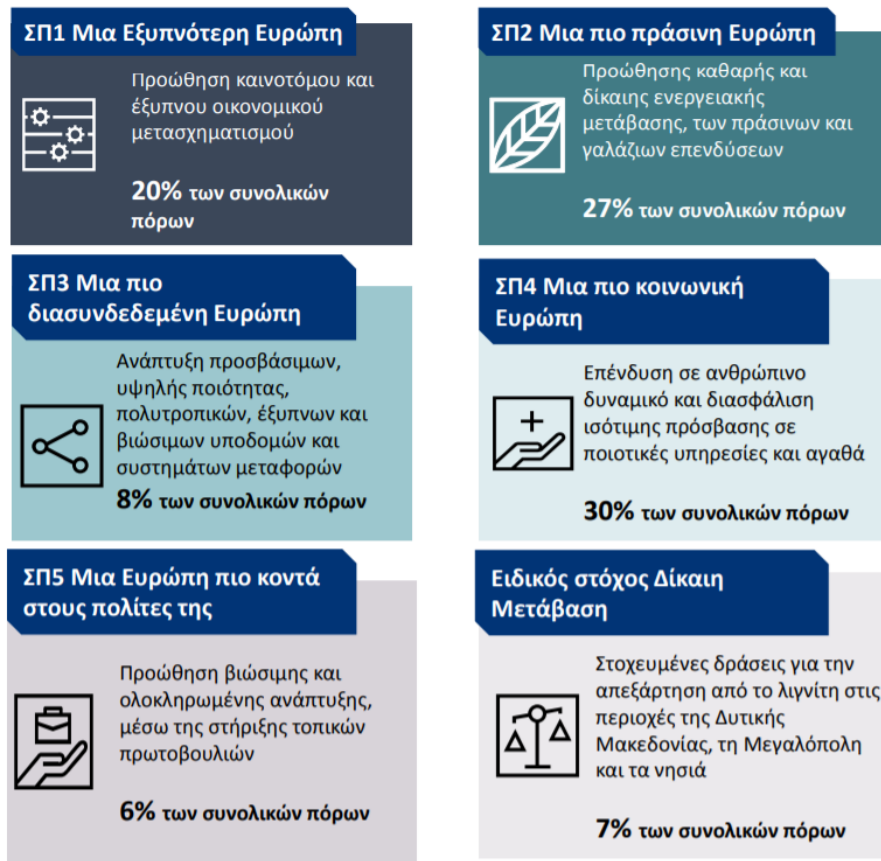 ΣΠ1 Μια Εξυπνότερη Ευρώπη
Προώθηση καινοτόμου και
έξυπνου οικονομικού
μετασχηματισμού
20% των συνολικών
πόρων
ΣΠ2 Μια πιο πράσινη Ευρώπη
Προώθησης καθαρής και
δίκαιης ενεργειακής
μετάβασης, των πράσινων και
γαλάζιων επενδύσεων
27% των συνολικών πόρων
ΣΠ3 Μια πιο
διασυνδεδεμένη Ευρώπη
Ανάπτυξη προσβάσιμων,
υψηλής ποιότητας,
πολυτροπικών, έξυπνων και
βιώσιμων υποδομών και
συστημάτων μεταφορών
8% των συνολικών πόρων
ΣΠ4 Μια πιο κοινωνική
Ευρώπη
Επένδυση σε ανθρώπινο
δυναμικό και διασφάλιση
ισότιμης πρόσβασης σε
ποιοτικές υπηρεσίες και αγαθά
30% των συνολικών πόρων
ΣΠ5 Μια Ευρώπη πιο κοντά
στους πολίτες της
Προώθηση βιώσιμης και
ολοκληρωμένης ανάπτυξης,
μέσω της στήριξης τοπικών
πρωτοβουλιών
6% των συνολικών πόρων
Ειδικός στόχος Δίκαιη
Μετάβαση
Στοχευμένες δράσεις για την
απεξάρτηση από το λιγνίτη στις
περιοχές της Δυτικής
Μακεδονίας, τη Μεγαλόπολη
και τα νησιά
7% των συνολικών πόρων